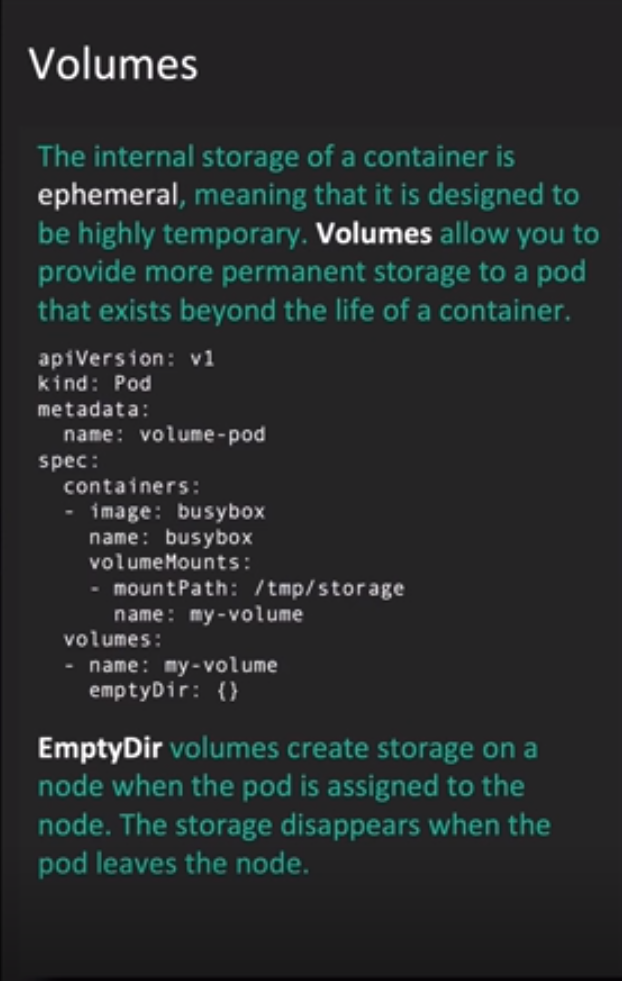 Volumes
The internal storage of a container is
ephemeral, meaning that it is designed to
be highly temporary. Volumes allow you to
provide more permanent storage to a pod
that exists beyond the life of a container.
apiVersion: v1
kind: Pod
metadata:
  name: volume-pod
spec:
  containers:
  - image: busybox
    name: busybox
    volumeMounts:
    - mountPath: /tmp/storage
      name: my-volume
  volumes:
  - name: my-volume
    emptyDir: {}
EmptyDir volumes create storage on a
node when the pod is assigned to the
node. The storage disappears when the
pod leaves the node.